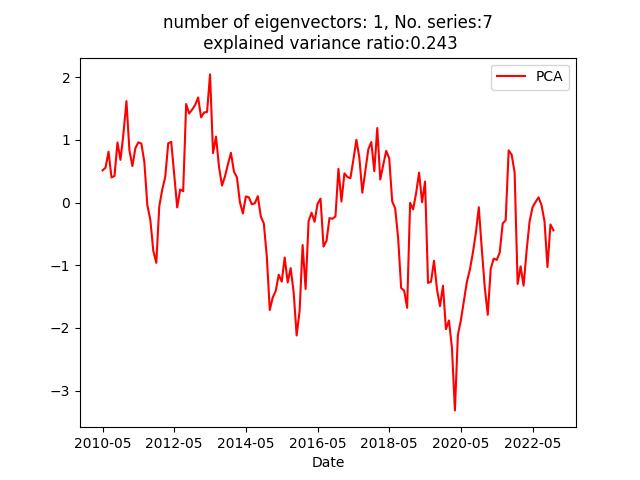 number of eigenvectors: 1, No. series:7
explained variance ratio:0.243
PCA
2
1
0
−1
−2
−3
2010-05 2012-05 2014-05 2016-05 2018-05 2020-05 2022-05
Date